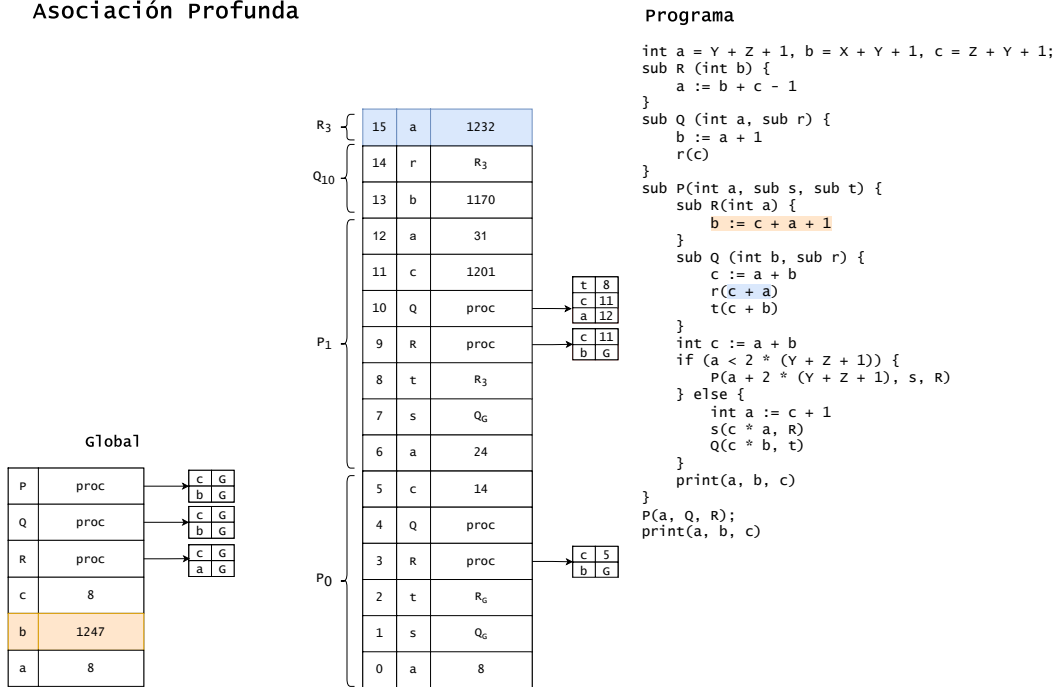 Asociación Profunda
Programa
int a = Y + Z + 1, b = X + Y + 1, c = Z + Y + 1;
sub R (int b) {
a := b + c - 1
}
sub Q (int a, sub r) {
b := a + 1
r(c)
}
sub P(int a, sub s, sub t) {
sub R(int a) {
b := c + a + 1
}
sub Q (int b, sub r) {
c := a + b
r(c + a)
t(c + b)
}
int c := a + b
if (a < 2 * (Y + Z + 1)) {
P(a + 2 * (Y + Z + 1), s, R)
} else {
int a := c + 1
s(c * a, R)
Q(c * b, t)
}
print(a, b, c)
}
P(a, Q, R);
print(a, b, c)
R3
15 a 1232
Q10
14 r R3
13 b 1170
P1
12 a 31
11 c 1201
10 Q proc
t 8
c 11
a 12
9 R proc
c 11
b G
8 t R3
7 s QG
6 a 24
P0
5 c 14
4 Q proc
3 R proc
c 5
b G
2 t RG
1 s QG
0 a 8
Global
P proc
c G
b G
Q proc
c G
b G
R proc
c G
a G
c 8
b 1247
a 8